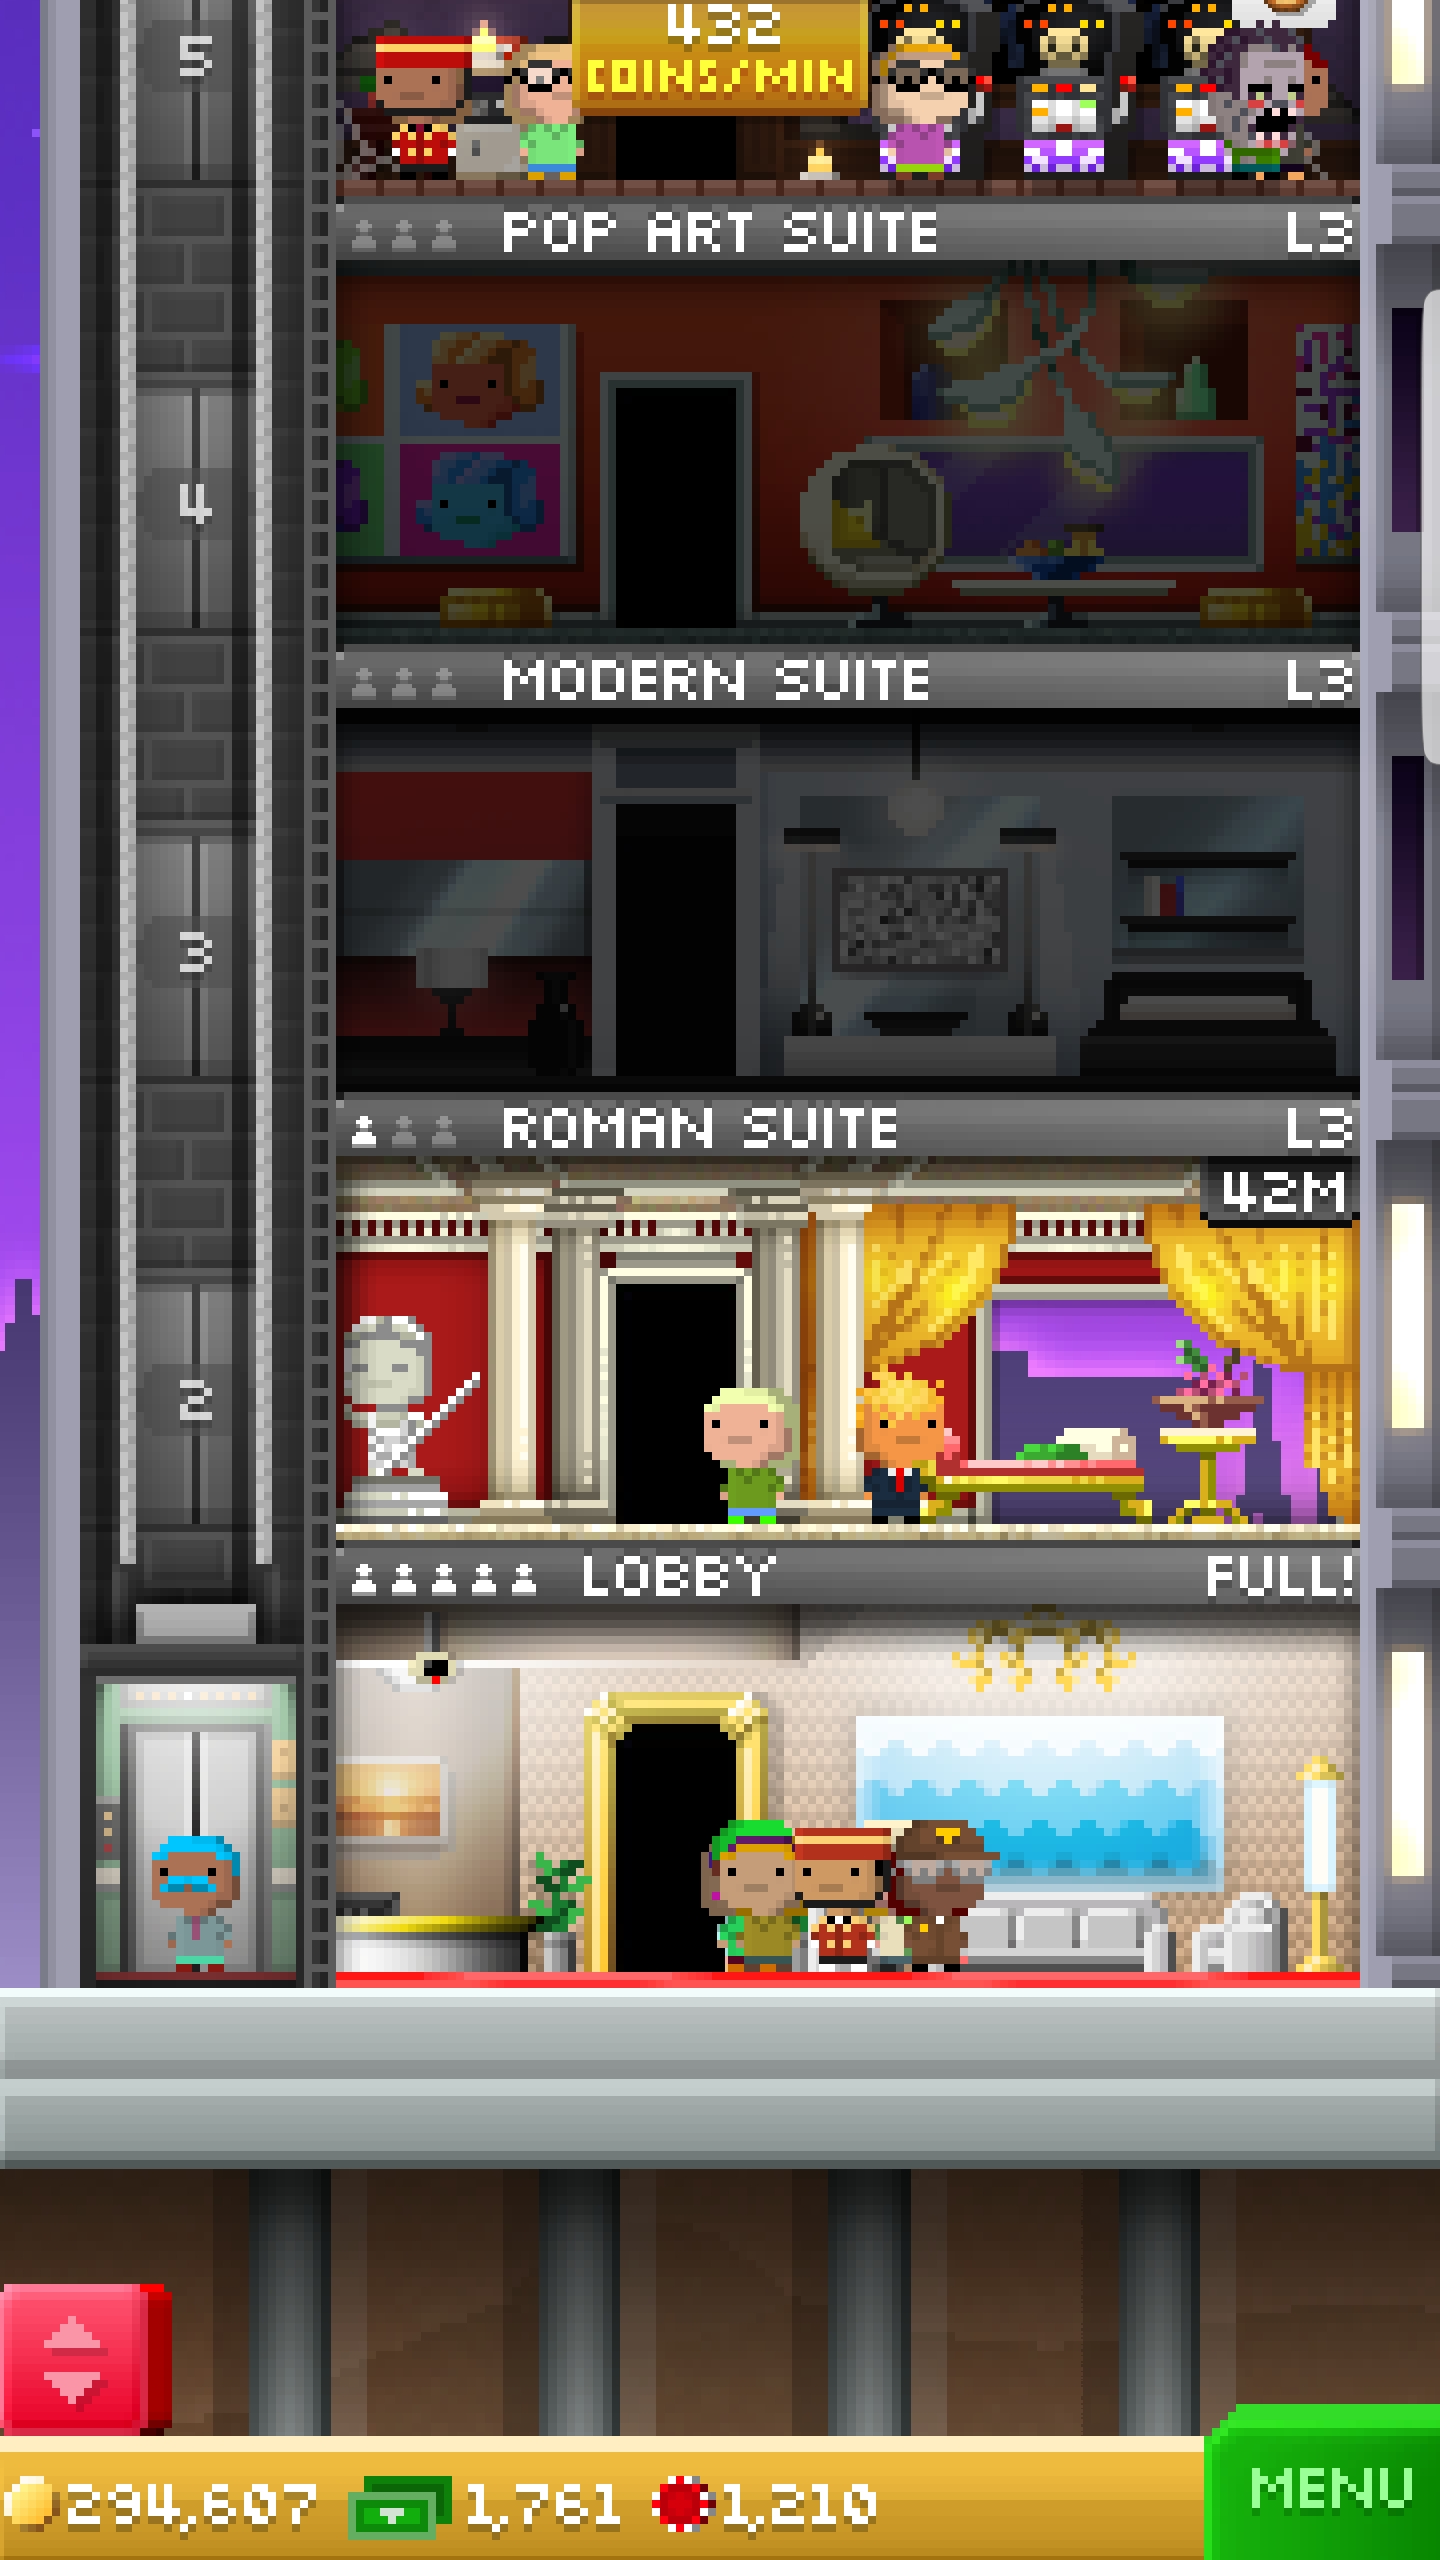 432
COINS/MIN
5
POP ART SUITE L3
4
MODERN SUITE L3
3
ROMAN SUITE L3
42M
2
LOBBY FULL!
294,607 1,761 1,210
MENU